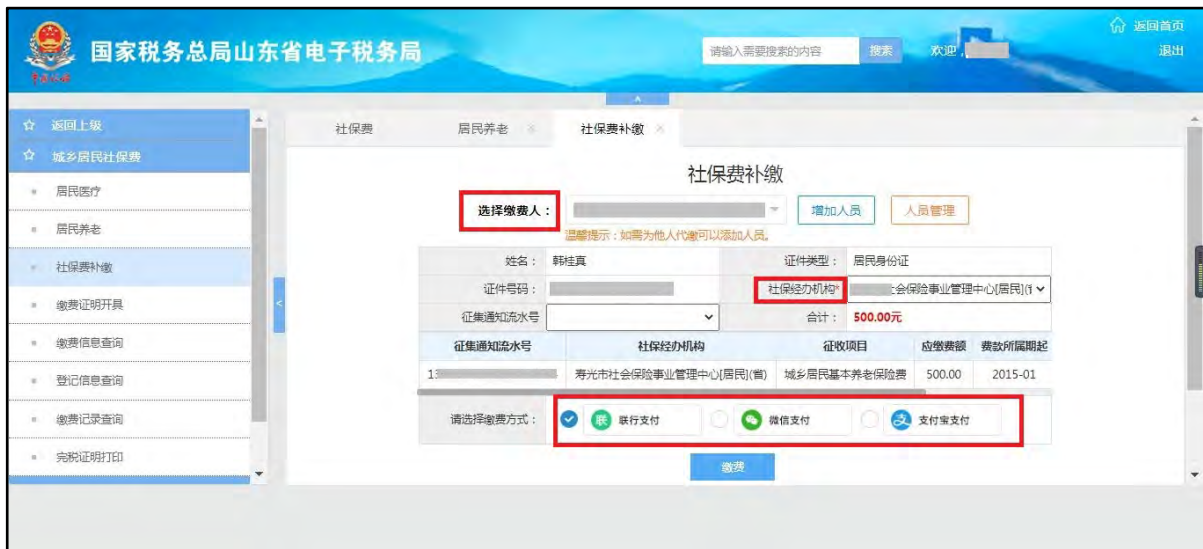 返回首页
国家税务总局山东省电子税务局
请输入需要搜索的内容 搜索 欢迎，
退出
返回上级
城乡居民社保费
居民医疗
居民养老
社保费补缴
缴费证明开具
缴费信息查询
登记信息查询
缴费记录查询
完税证明打印
社保费 居民养老 社保费补缴
社保费补缴
选择缴费人： 增加人员 人员管理
温馨提示：如需为他人代缴可以添加人员。
姓名： 韩桂真 证件类型： 居民身份证
证件号码： 社保经办机构* 会保险事业管理中心[居民](
征集通知流水号 合计： 500.00元
征集通知流水号 社保经办机构 征收项目 应缴费额 费款所属期起
13 寿光市社会保险事业管理中心[居民](省) 城乡居民基本养老保险费 500.00 2015-01
请选择缴费方式： 联 联行支付 微信支付 支 支付宝支付
缴费